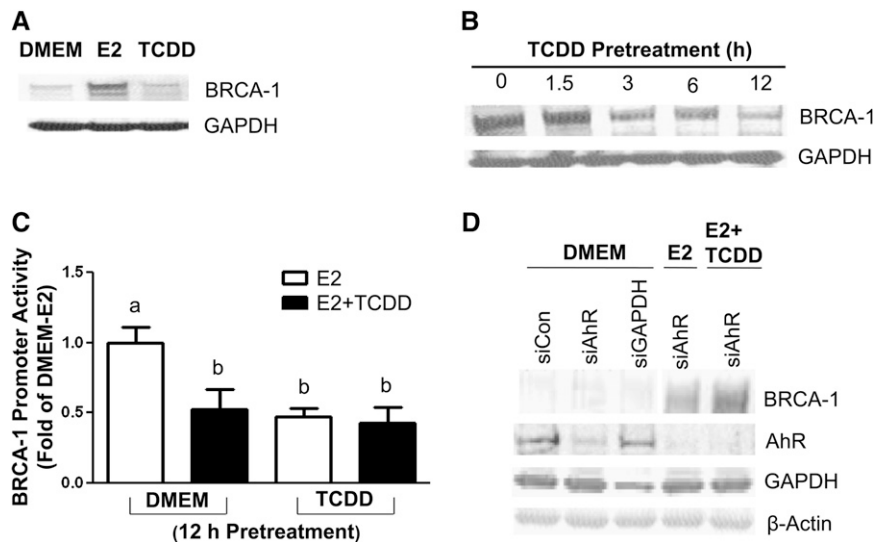 A
DMEM E2 TCDD
BRCA-1
GAPDH
B
TCDD Pretreatment (h)
0 1.5 3 6 12
BRCA-1
GAPDH
C
BRCA-1 Promoter Activity
(Fold of DMEM-E2)
1.5
1.0
0.5
0.0
E2
E2+TCDD
a
b
b
b
DMEM
TCDD
(12 h Pretreatment)
D
DMEM
E2
E2+
TCDD
siCon
siAhR
siGAPDH
siAhR
siAhR
BRCA-1
AhR
GAPDH
β-Actin